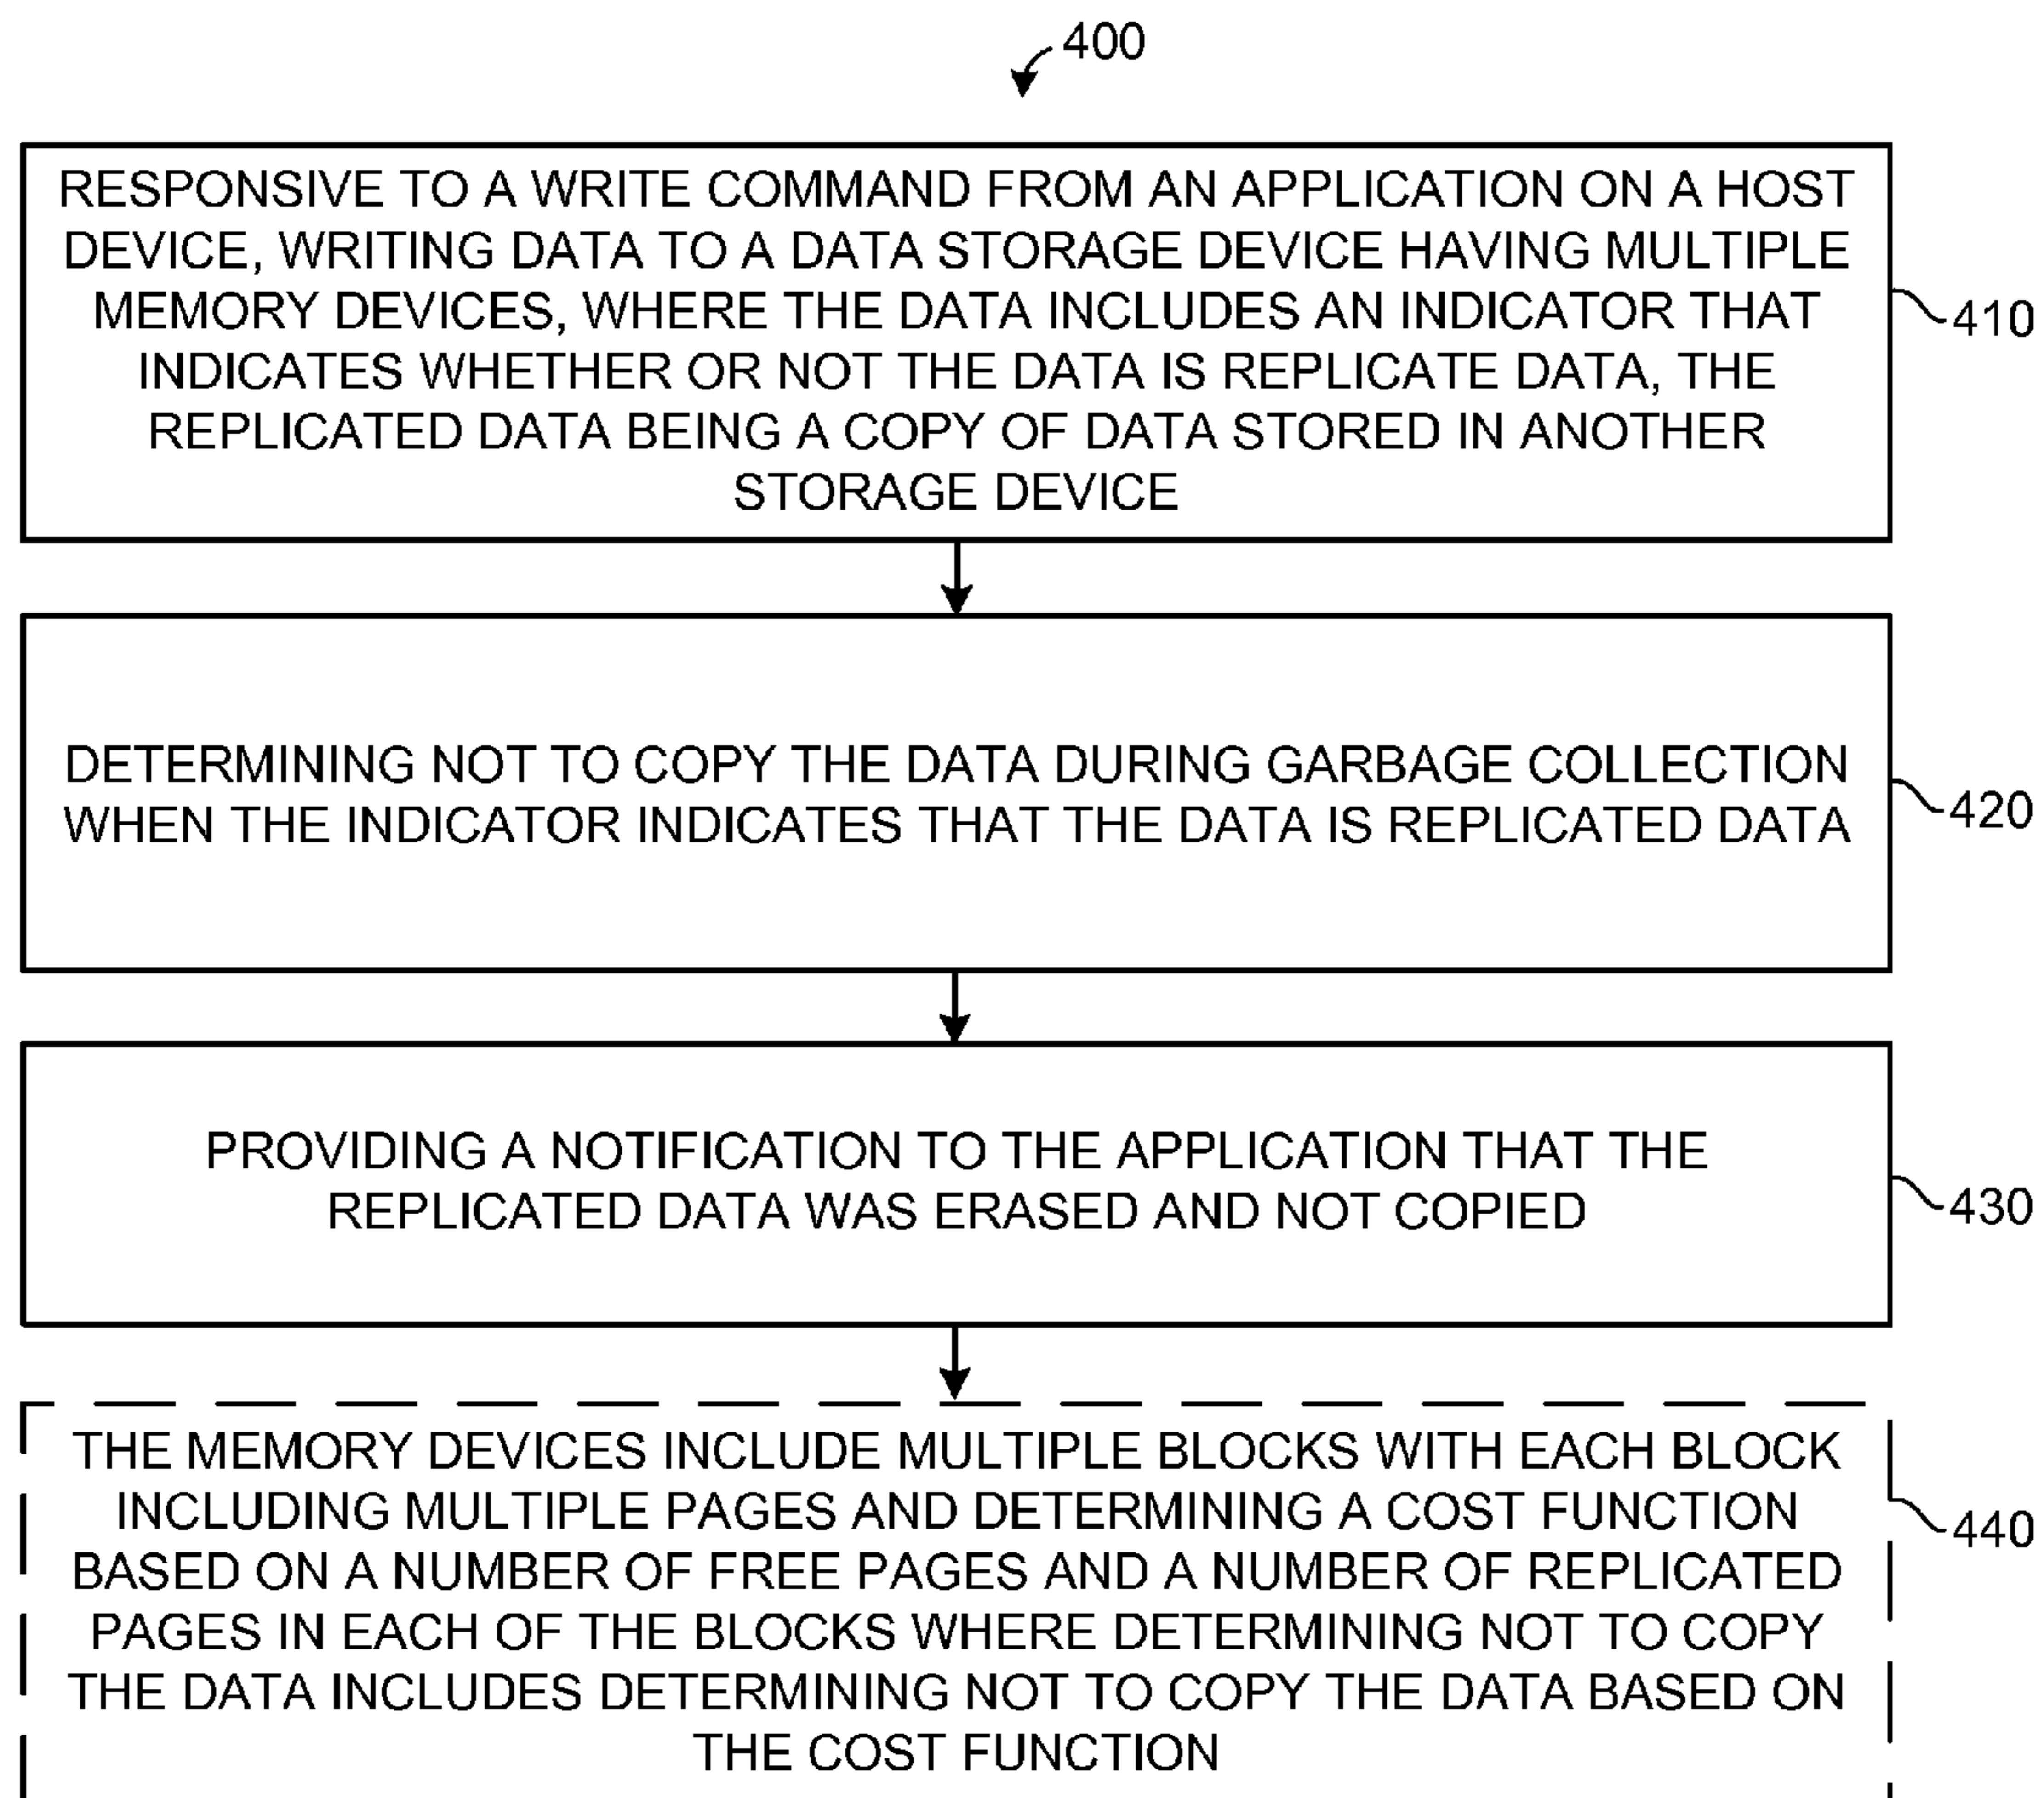 400
RESPONSIVE TO A WRITE COMMAND FROM AN APPLICATION ON A HOST
DEVICE, WRITING DATA TO A DATA STORAGE DEVICE HAVING MULTIPLE
MEMORY DEVICES, WHERE THE DATA INCLUDES AN INDICATOR THAT
INDICATES WHETHER OR NOT THE DATA IS REPLICATE DATA, THE
REPLICATED DATA BEING A COPY OF DATA STORED IN ANOTHER
STORAGE DEVICE
410
DETERMINING NOT TO COPY THE DATA DURING GARBAGE COLLECTION
WHEN THE INDICATOR INDICATES THAT THE DATA IS REPLICATED DATA
420
PROVIDING A NOTIFICATION TO THE APPLICATION THAT THE
REPLICATED DATA WAS ERASED AND NOT COPIED
430
THE MEMORY DEVICES INCLUDE MULTIPLE BLOCKS WITH EACH BLOCK
INCLUDING MULTIPLE PAGES AND DETERMINING A COST FUNCTION
BASED ON A NUMBER OF FREE PAGES AND A NUMBER OF REPLICATED
PAGES IN EACH OF THE BLOCKS WHERE DETERMINING NOT TO COPY
THE DATA INCLUDES DETERMINING NOT TO COPY THE DATA BASED ON
THE COST FUNCTION
440